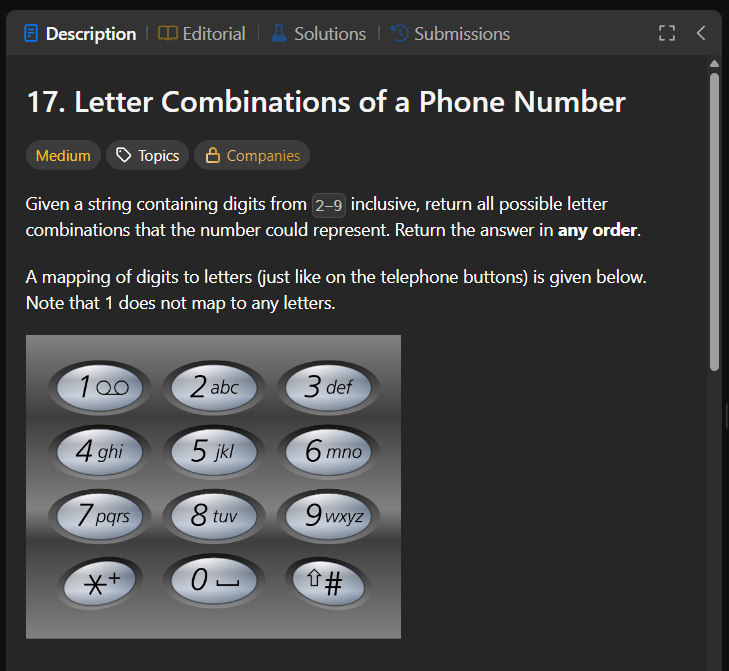 Description | Editorial | Solutions | Submissions
17. Letter Combinations of a Phone Number
Medium Topics Companies
Given a string containing digits from 2-9 inclusive, return all possible letter
combinations that the number could represent. Return the answer in any order.
A mapping of digits to letters (just like on the telephone buttons) is given below.
Note that 1 does not map to any letters.
1 2 abc 3 def
4 ghi 5 jkl 6 mno
7 pqrs 8 tuv 9 wxyz
*+ 0 #